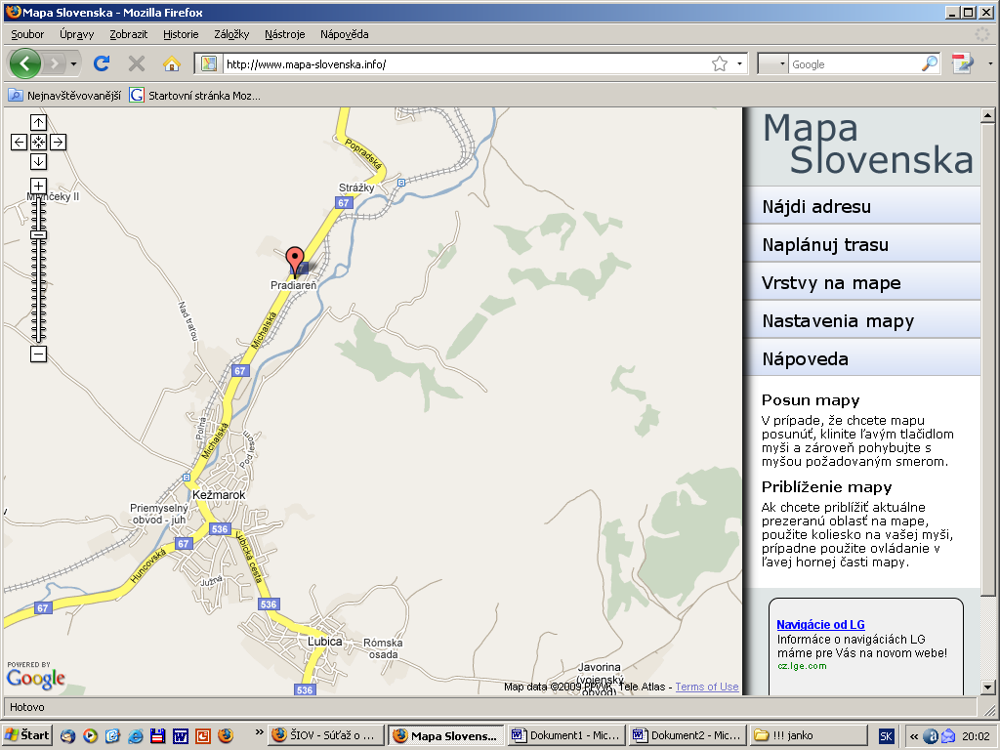 Mapa Slovenska - Mozilla Firefox
Soubor Úpravy Zobrazit Historie Záložky Nástroje Nápověda
http://www.mapa-slovenska.info/
Google
Nejnavštěvovanější Startovní stránka Moz...
Popradská
Strážky
67
Pradiareň
Nad traťou
Michalská
67
Poľná
Michalská
Pod lesom
Kežmarok
Priemyselný
obvod - juh
536
67
Huncovská
Ľubická cesta
Južná
67
536
Ľubica
Rómska
osada
536
Javorina
(vojenský
obvod)
POWERED BY
Google
Map data ©2009 PPWK, Tele Atlas - Terms of Use
Mapa
Slovenska
Nájdi adresu
Naplánuj trasu
Vrstvy na mape
Nastavenia mapy
Nápoveda
Posun mapy
V prípade, že chcete mapu
posunúť, klinite ľavým tlačidlom
myši a zároveň pohybujte s
myšou požadovaným smerom.
Priblíženie mapy
Ak chcete priblížiť aktuálne
prezeranú oblasť na mape,
použite koliesko na vašej myši,
prípadne použite ovládanie v
ľavej hornej časti mapy.
Navigácie od LG
Informáce o navigáciách LG
máme pre Vás na novom webe!
cz.lge.com
Hotovo
Štart
ŠIOV - Súťaž o ...
Mapa Slovens...
Dokument1 - Mic...
Dokument2 - Mic...
!!! janko
SK
20:02